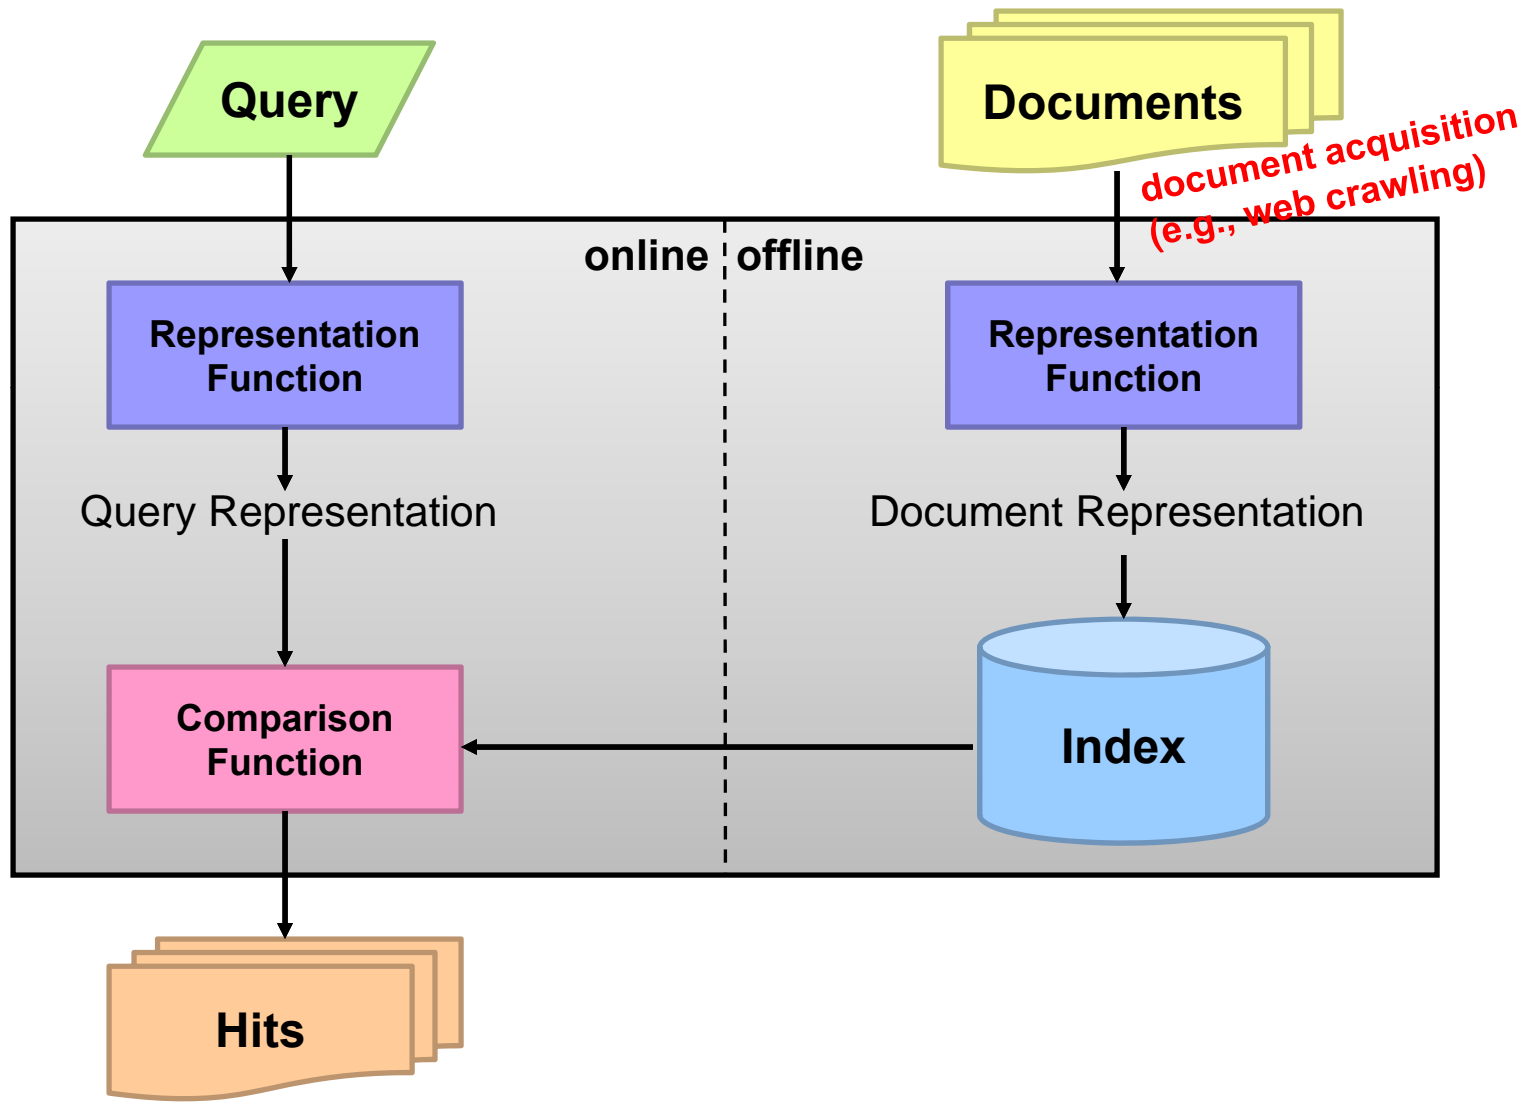 Query
Documents
document acquisition
(e.g., web crawling)
online
offline
Representation
Function
Representation
Function
Query Representation
Document Representation
Comparison
Function
Index
Hits